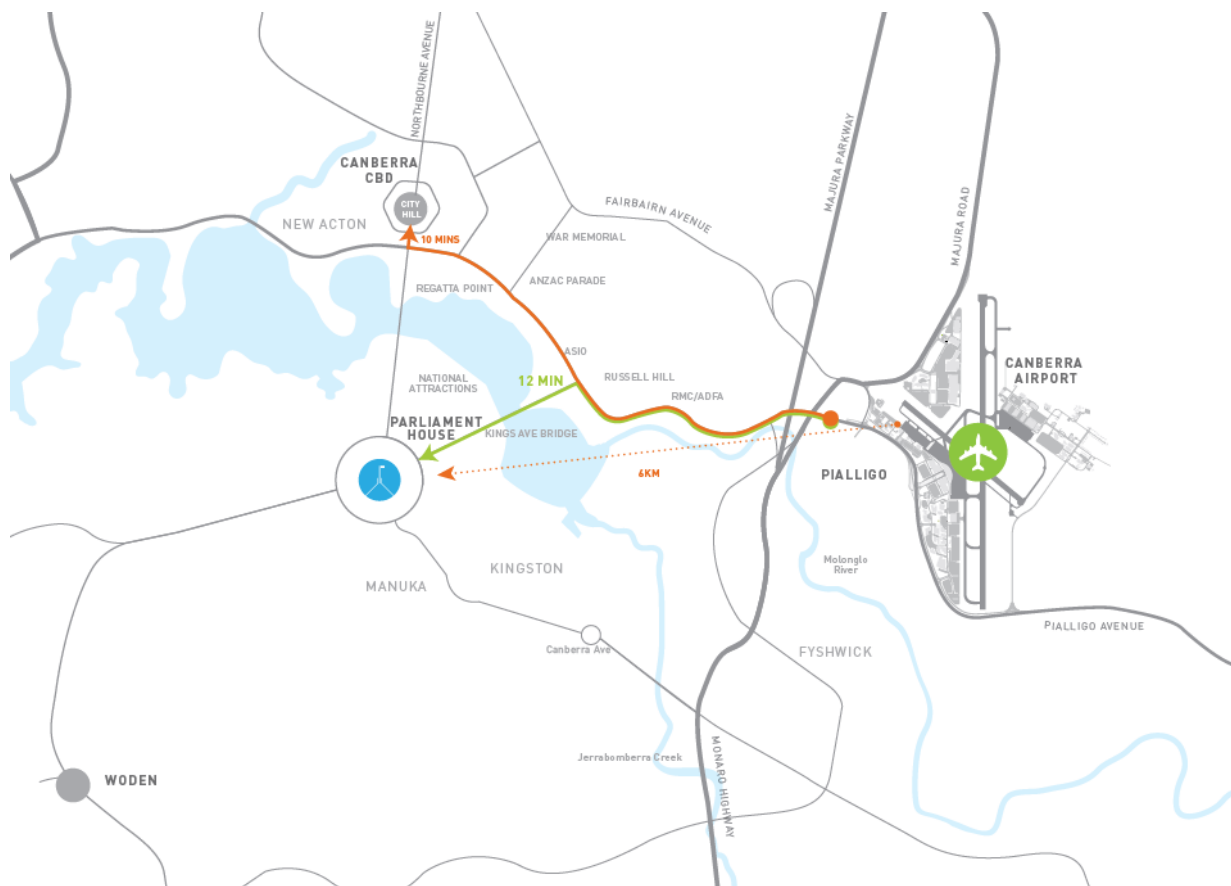 NORTHBOURNE AVENUE
CANBERRA
CBD
CITY
HILL
NEW ACTON
10 MINS
WAR MEMORIAL
FAIRBAIRN AVENUE
MAJURA PARKWAY
MAJURA ROAD
REGATTA POINT
ANZAC PARADE
ASIO
CANBERRA
AIRPORT
NATIONAL
ATTRACTIONS
12 MIN
RUSSELL HILL
RMC/ADFA
PARLIAMENT
HOUSE
KINGS AVE BRIDGE
6KM
PIALLIGO
Molonglo
River
KINGSTON
MANUKA
PIALLIGO AVENUE
Canberra Ave
FYSHWICK
Jerrabomberra Creek
MONARO HIGHWAY
WODEN